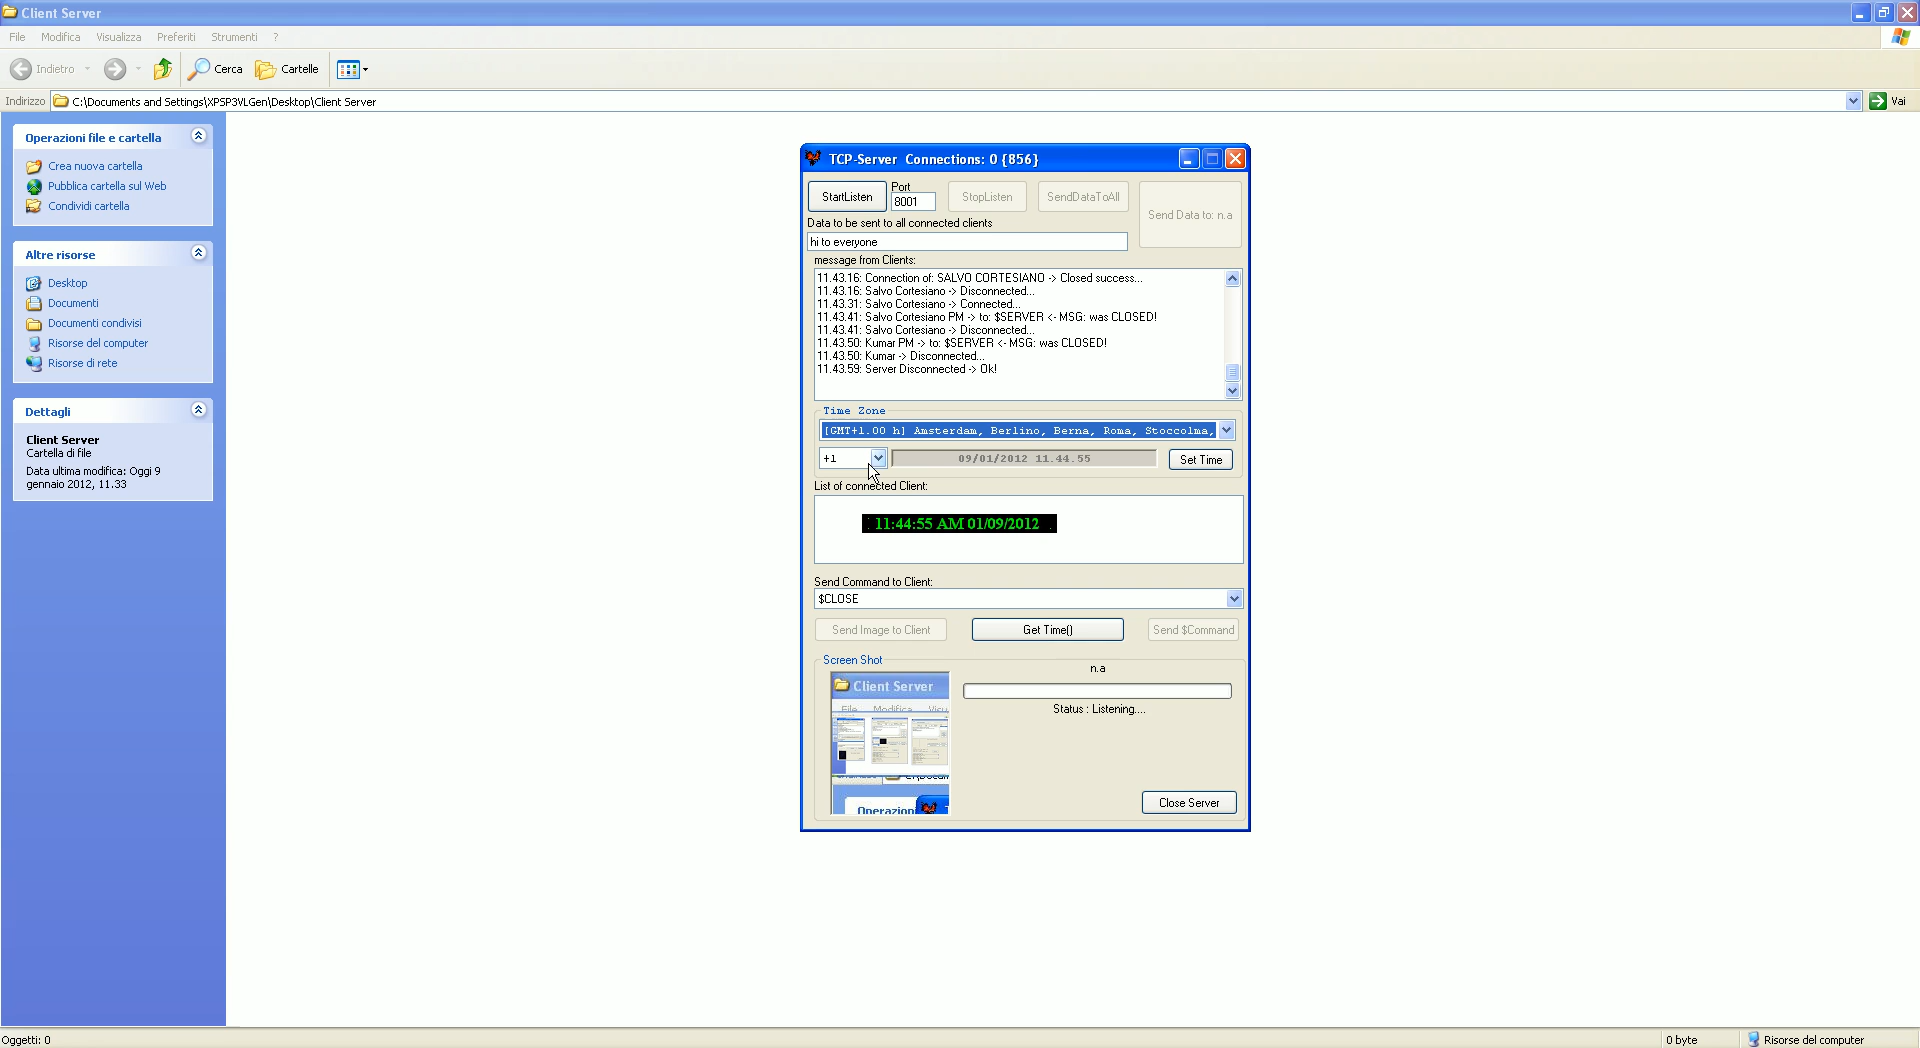 Client Server
File Modifica Visualizza Preferiti Strumenti ?
Indietro Cerca Cartelle
Indirizzo C:\Documents and Settings\XPSP3VLGen\Desktop\Client Server Vai
Operazioni file e cartella
Crea nuova cartella
Pubblica cartella sul Web
Condividi cartella
Altre risorse
Desktop
Documenti
Documenti condivisi
Risorse del computer
Risorse di rete
Dettagli
Client Server
Cartella di file
Data ultima modifica: Oggi 9
gennaio 2012, 11.33
TCP-Server Connections: 0 {856}
StartListen Port 8001 StopListen SendDataToAll Send Data to: n.a
Data to be sent to all connected clients
hi to everyone
message from Clients:
11.43.16: Connection of: SALVO CORTESIANO -> Closed success...
11.43.16: Salvo Cortesiano -> Disconnected...
11.43.31: Salvo Cortesiano -> Connected...
11.43.41: Salvo Cortesiano PM -> to: $SERVER <- MSG: was CLOSED!
11.43.41: Salvo Cortesiano -> Disconnected...
11.43.50: Kumar PM -> to: $SERVER <- MSG: was CLOSED!
11.43.50: Kumar -> Disconnected...
11.43.59: Server Disconnected -> Ok!
Time Zone
[GMT+1.00 h] Amsterdam, Berlino, Berna, Roma, Stoccolma,
+1 09/01/2012 11.44.55 Set Time
List of connected Client:
11:44:55 AM 01/09/2012
Send Command to Client:
$CLOSE
Send Image to Client Get Time() Send $Command
Screen Shot
n.a
Client Server
File Modifica Visu
Status : Listening....
Operazioni
Close Server
Oggetti: 0 0 byte Risorse del computer